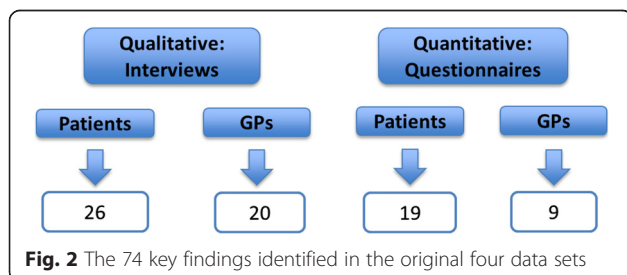 Qualitative:
Interviews
Quantitative:
Questionnaires
Patients
GPs
Patients
GPs
26
20
19
9
Fig. 2 The 74 key findings identified in the original four data sets